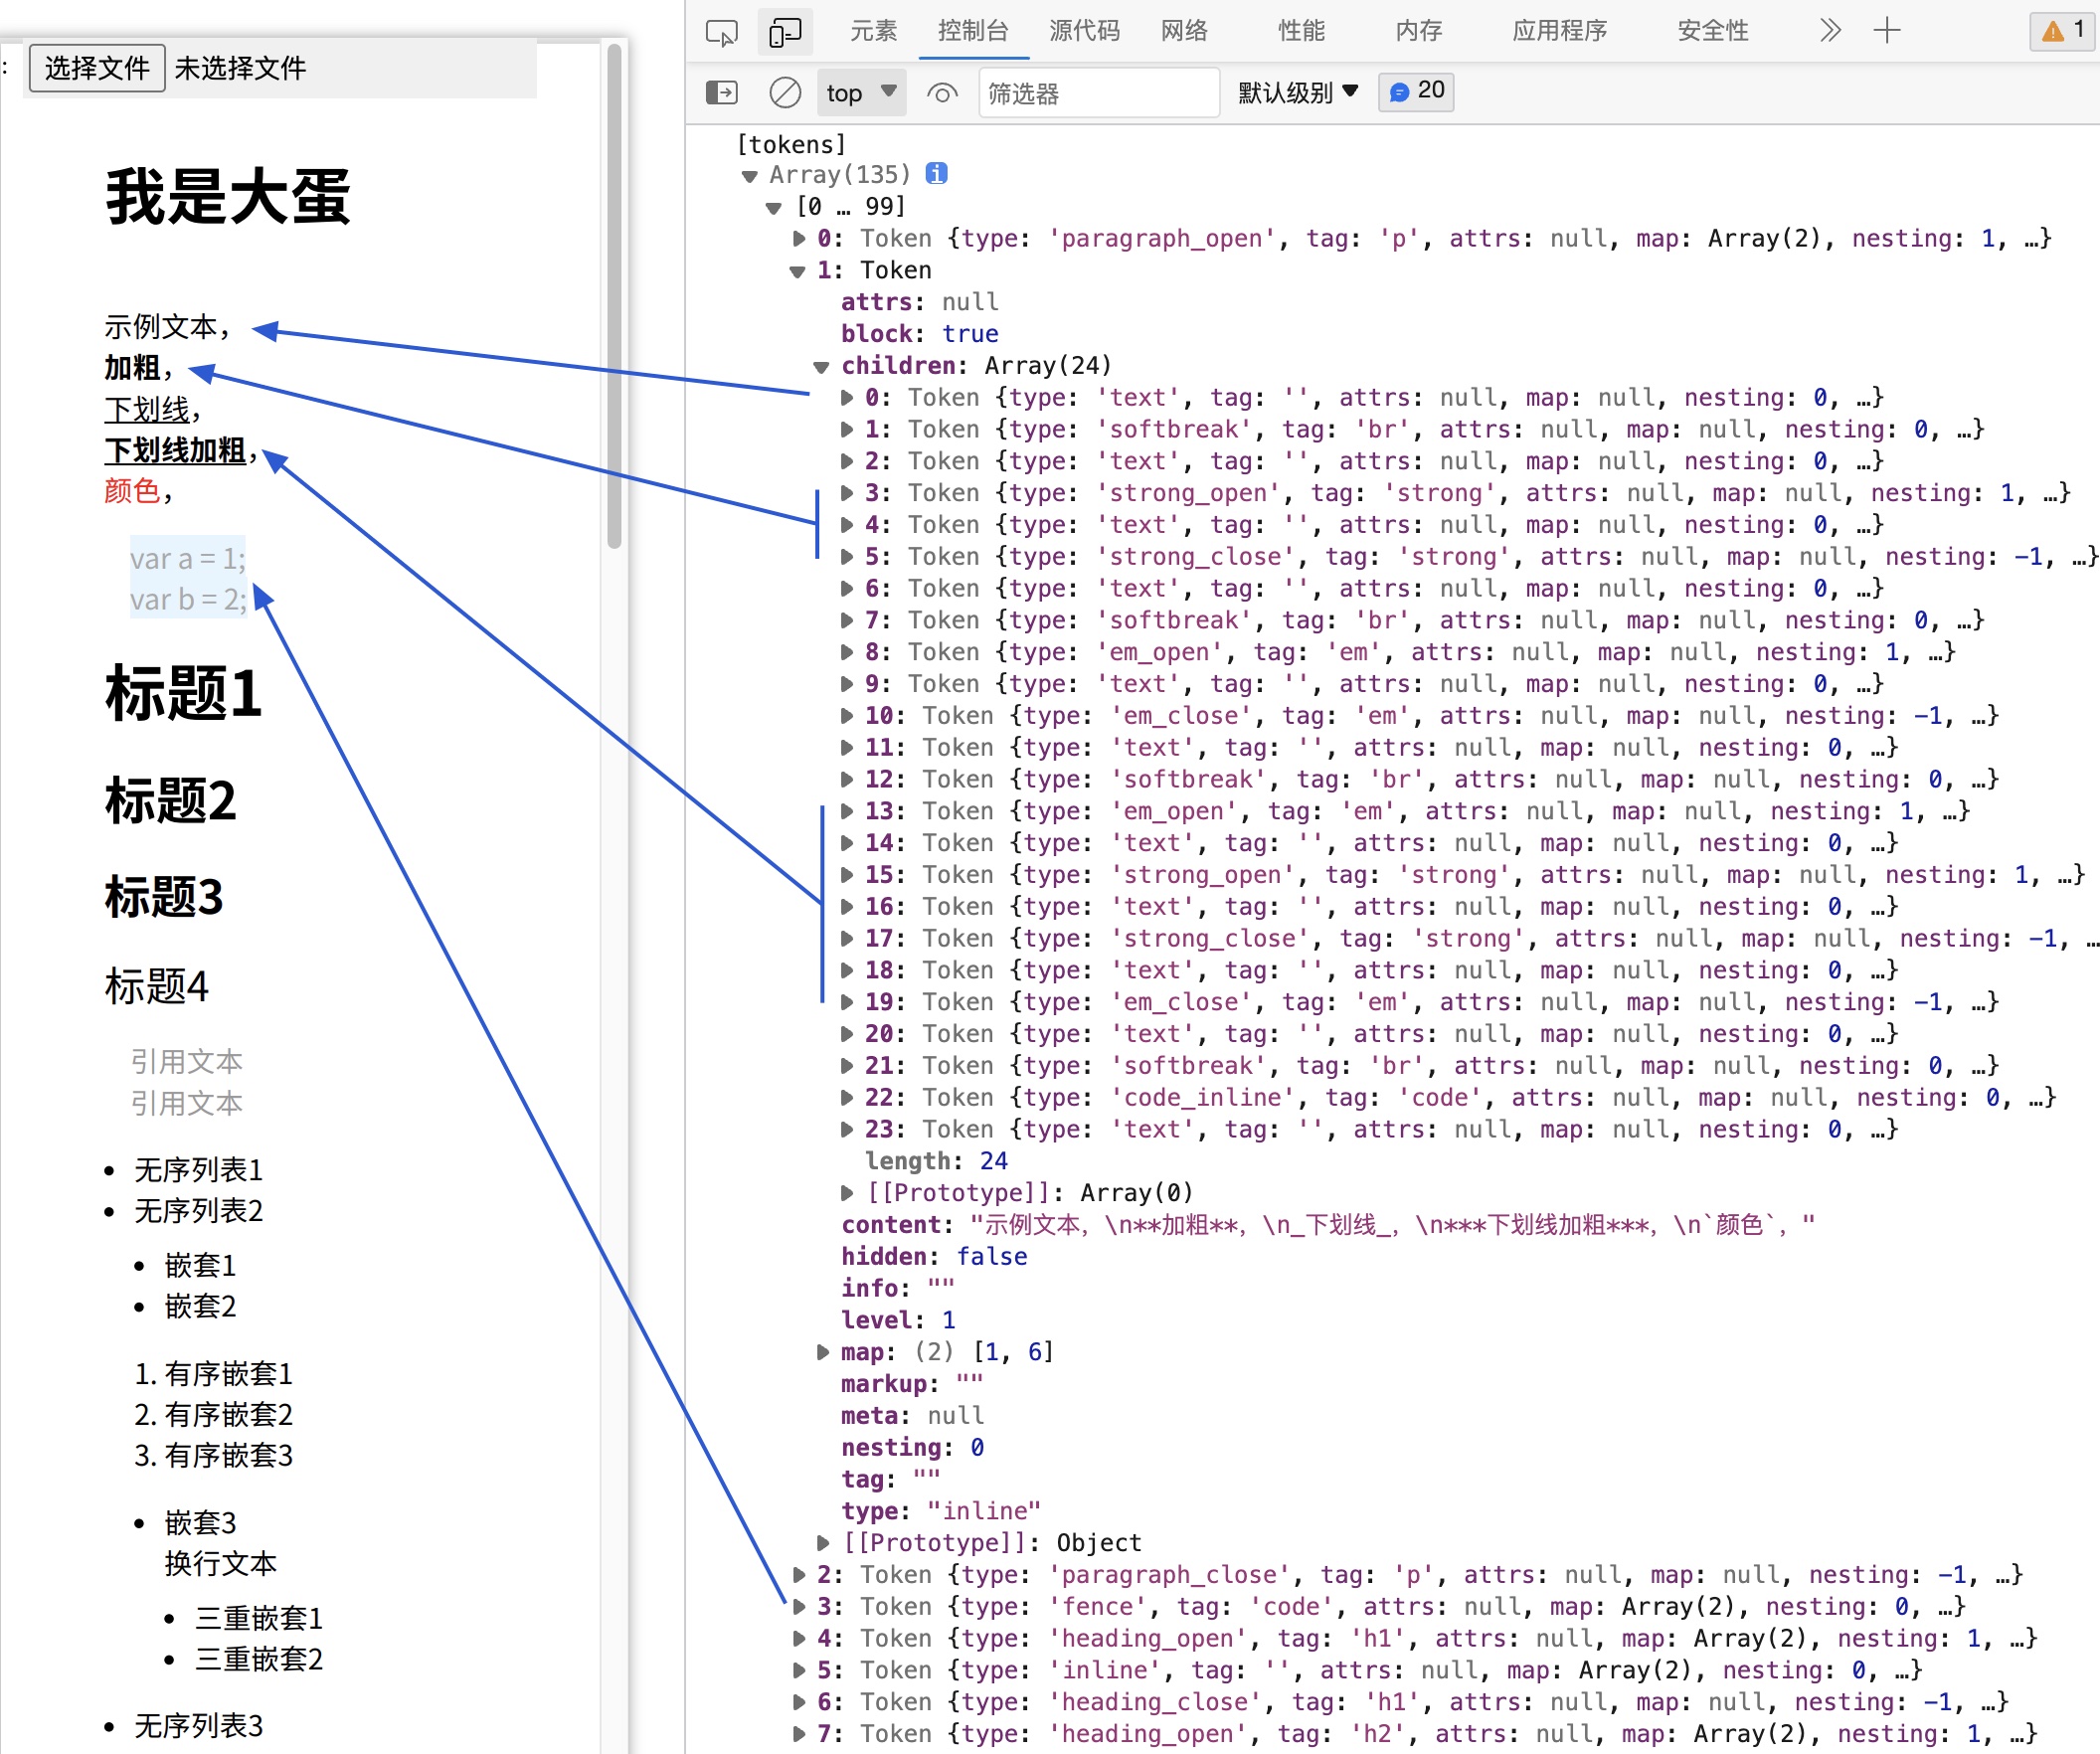 : 选择文件 未选择文件
我是大蛋
示例文本，
加粗，
下划线，
下划线加粗，
颜色，
var a = 1;
var b = 2;
标题1
标题2
标题3
标题4
引用文本
引用文本
• 无序列表1
• 无序列表2
• 嵌套1
• 嵌套2
1. 有序嵌套1
2. 有序嵌套2
3. 有序嵌套3
• 嵌套3
换行文本
• 三重嵌套1
• 三重嵌套2
• 无序列表3
元素 控制台 源代码 网络 性能 内存 应用程序 安全性 1
top 筛选器 默认级别 20
[tokens]
Array(135) i
[0 … 99]
0: Token {type: 'paragraph_open', tag: 'p', attrs: null, map: Array(2), nesting: 1, …}
1: Token
attrs: null
block: true
children: Array(24)
0: Token {type: 'text', tag: '', attrs: null, map: null, nesting: 0, …}
1: Token {type: 'softbreak', tag: 'br', attrs: null, map: null, nesting: 0, …}
2: Token {type: 'text', tag: '', attrs: null, map: null, nesting: 0, …}
3: Token {type: 'strong_open', tag: 'strong', attrs: null, map: null, nesting: 1, …}
4: Token {type: 'text', tag: '', attrs: null, map: null, nesting: 0, …}
5: Token {type: 'strong_close', tag: 'strong', attrs: null, map: null, nesting: -1, …}
6: Token {type: 'text', tag: '', attrs: null, map: null, nesting: 0, …}
7: Token {type: 'softbreak', tag: 'br', attrs: null, map: null, nesting: 0, …}
8: Token {type: 'em_open', tag: 'em', attrs: null, map: null, nesting: 1, …}
9: Token {type: 'text', tag: '', attrs: null, map: null, nesting: 0, …}
10: Token {type: 'em_close', tag: 'em', attrs: null, map: null, nesting: -1, …}
11: Token {type: 'text', tag: '', attrs: null, map: null, nesting: 0, …}
12: Token {type: 'softbreak', tag: 'br', attrs: null, map: null, nesting: 0, …}
13: Token {type: 'em_open', tag: 'em', attrs: null, map: null, nesting: 1, …}
14: Token {type: 'text', tag: '', attrs: null, map: null, nesting: 0, …}
15: Token {type: 'strong_open', tag: 'strong', attrs: null, map: null, nesting: 1, …}
16: Token {type: 'text', tag: '', attrs: null, map: null, nesting: 0, …}
17: Token {type: 'strong_close', tag: 'strong', attrs: null, map: null, nesting: -1, …
18: Token {type: 'text', tag: '', attrs: null, map: null, nesting: 0, …}
19: Token {type: 'em_close', tag: 'em', attrs: null, map: null, nesting: -1, …}
20: Token {type: 'text', tag: '', attrs: null, map: null, nesting: 0, …}
21: Token {type: 'softbreak', tag: 'br', attrs: null, map: null, nesting: 0, …}
22: Token {type: 'code_inline', tag: 'code', attrs: null, map: null, nesting: 0, …}
23: Token {type: 'text', tag: '', attrs: null, map: null, nesting: 0, …}
length: 24
[[Prototype]]: Array(0)
content: "示例文本，\n**加粗**，\n_下划线_，\n***下划线加粗***，\n`颜色`，"
hidden: false
info: ""
level: 1
map: (2) [1, 6]
markup: ""
meta: null
nesting: 0
tag: ""
type: "inline"
[[Prototype]]: Object
2: Token {type: 'paragraph_close', tag: 'p', attrs: null, map: null, nesting: -1, …}
3: Token {type: 'fence', tag: 'code', attrs: null, map: Array(2), nesting: 0, …}
4: Token {type: 'heading_open', tag: 'h1', attrs: null, map: Array(2), nesting: 1, …}
5: Token {type: 'inline', tag: '', attrs: null, map: Array(2), nesting: 0, …}
6: Token {type: 'heading_close', tag: 'h1', attrs: null, map: null, nesting: -1, …}
7: Token {type: 'heading_open', tag: 'h2', attrs: null, map: Array(2), nesting: 1, …}